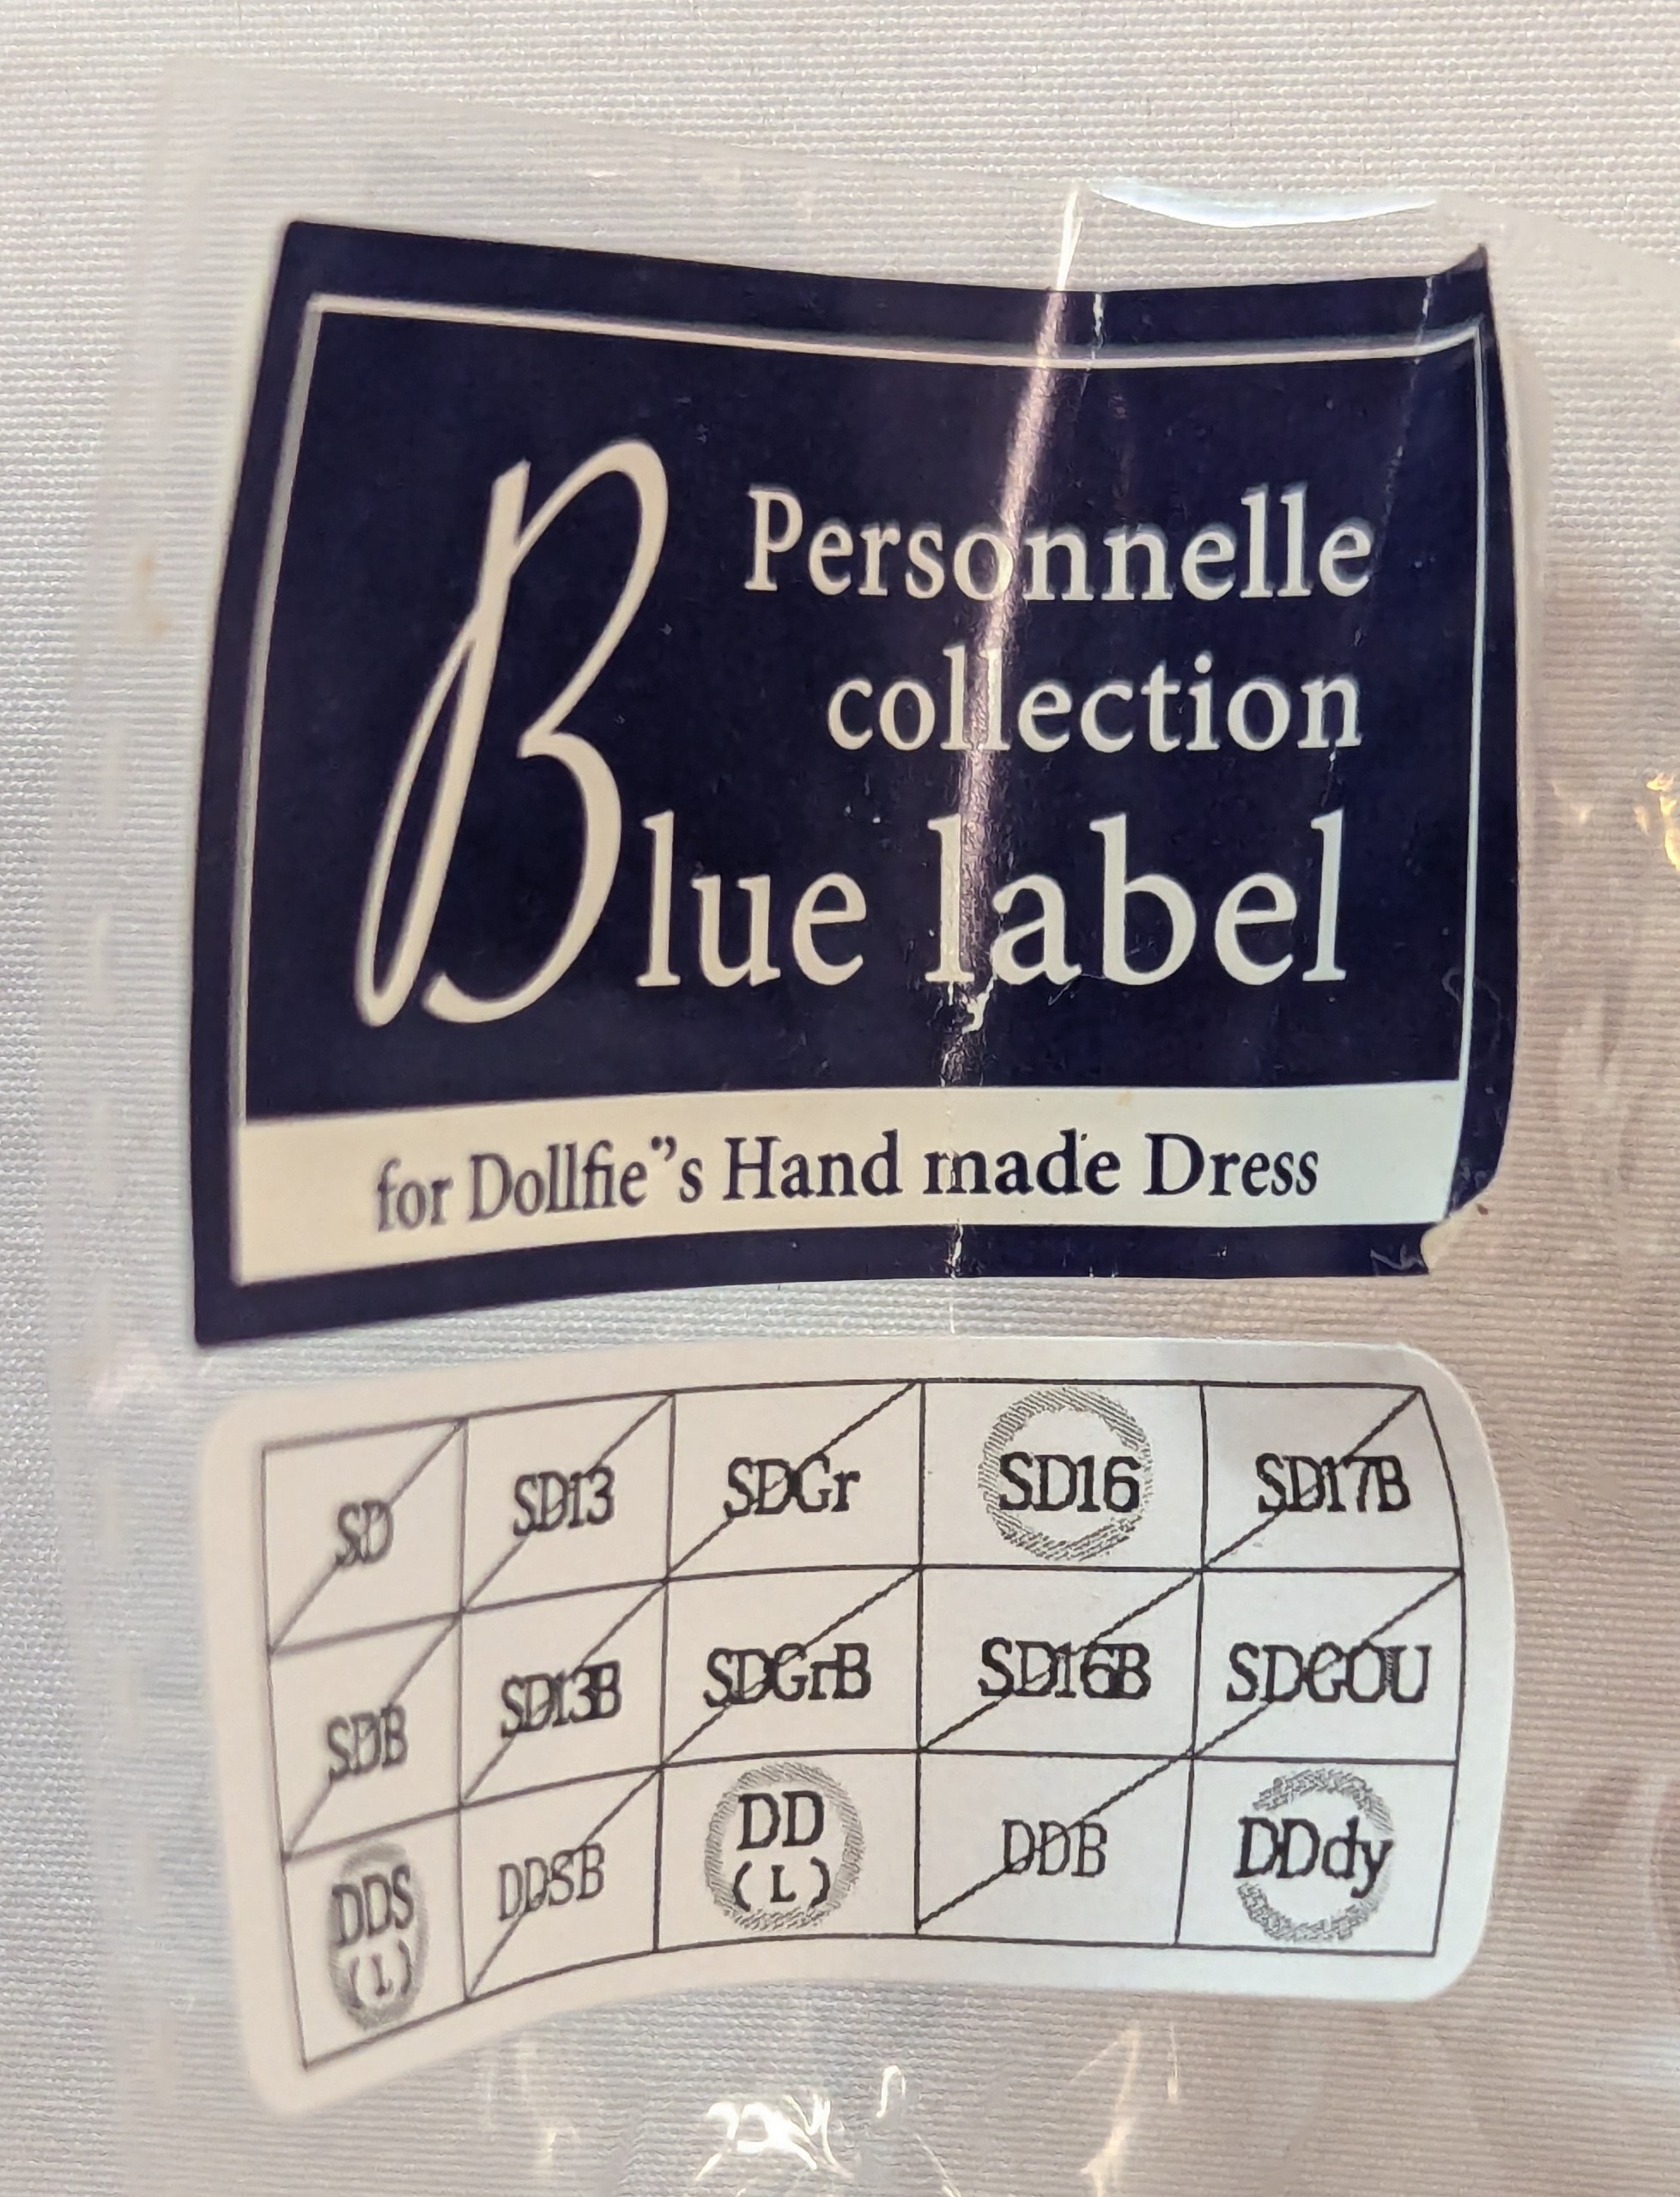 Personnelle
collection
Blue label
for Dollfie"s Hand made Dress
SD SD13 SDGr SD16 SD17B
SDB SD13B SDGrB SD16B SDGOU
DDS (L) DDSB DD (L) DDB DDdy